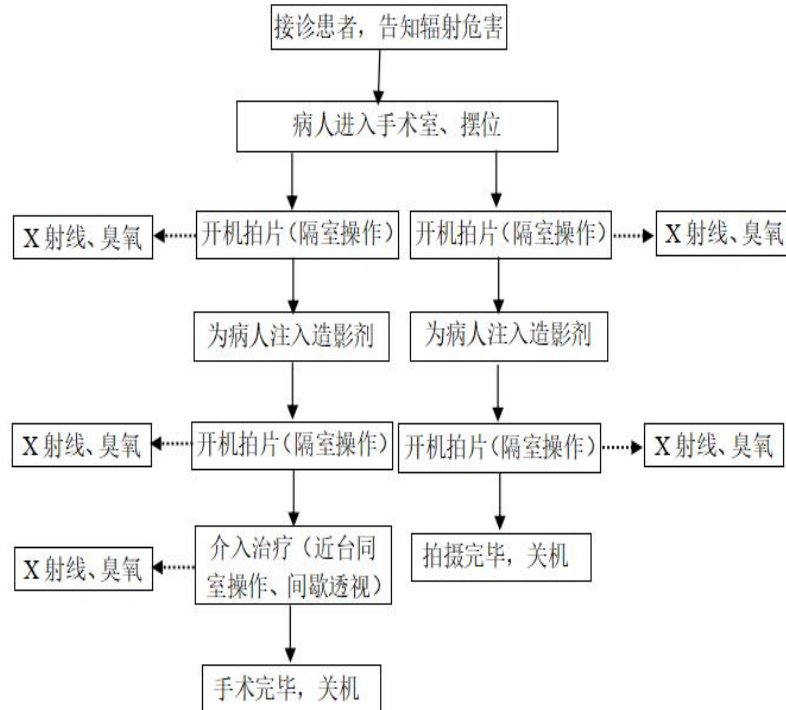 接诊患者，告知辐射危害
病人进入手术室、摆位
X 射线、臭氧
开机拍片（隔室操作）
开机拍片（隔室操作）
X 射线、臭氧
为病人注入造影剂
为病人注入造影剂
X 射线、臭氧
开机拍片（隔室操作）
开机拍片（隔室操作）
X 射线、臭氧
X 射线、臭氧
介入治疗（近台同
室操作、间歇透视）
拍摄完毕，关机
手术完毕，关机